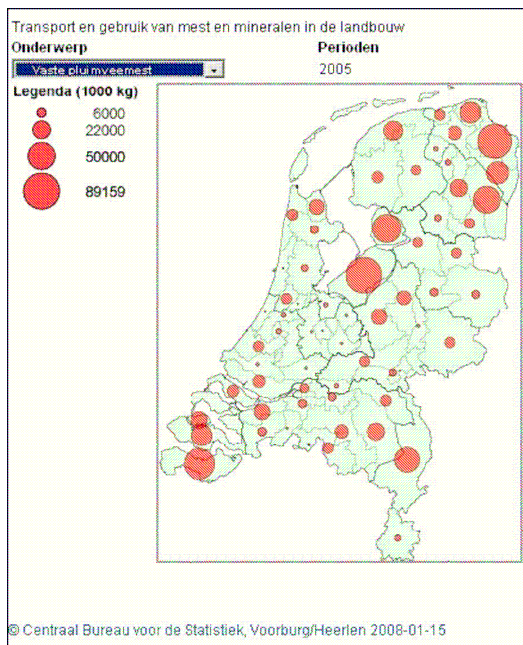 Transport en gebruik van mest en mineralen in de landbouw
Onderwerp Perioden
Vaste pluimveemest 2005
Legenda (1000 kg)
6000
22000
50000
89159
© Centraal Bureau voor de Statistiek, Voorburg/Heerlen 2008-01-15